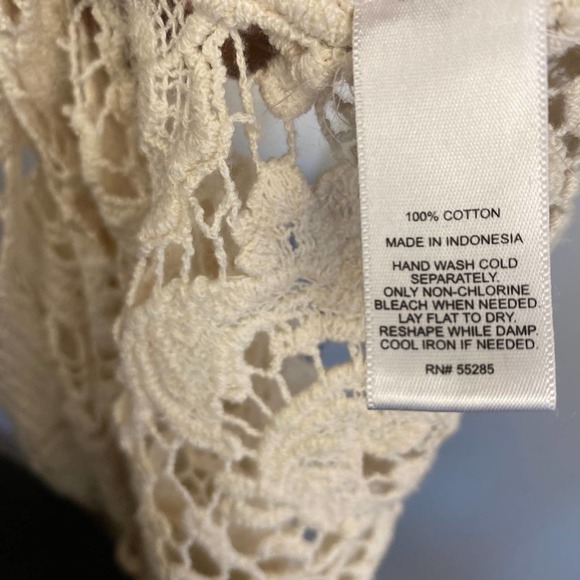 100% COTTON
MADE IN INDONESIA
HAND WASH COLD
SEPARATELY.
ONLY NON-CHLORINE
BLEACH WHEN NEEDED.
LAY FLAT TO DRY.
RESHAPE WHILE DAMP.
COOL IRON IF NEEDED.
RN# 55285